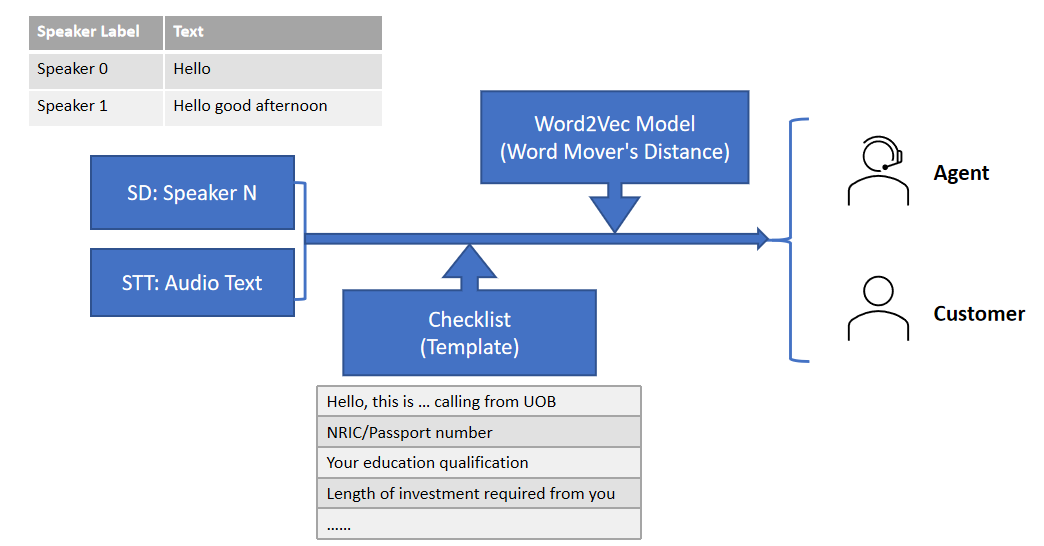 Speaker Label Text
Speaker 0 Hello
Speaker 1 Hello good afternoon
SD: Speaker N
STT: Audio Text
Word2Vec Model
(Word Mover's Distance)
Checklist
(Template)
Hello, this is ... calling from UOB
NRIC/Passport number
Your education qualification
Length of investment required from you
......
Agent
Customer